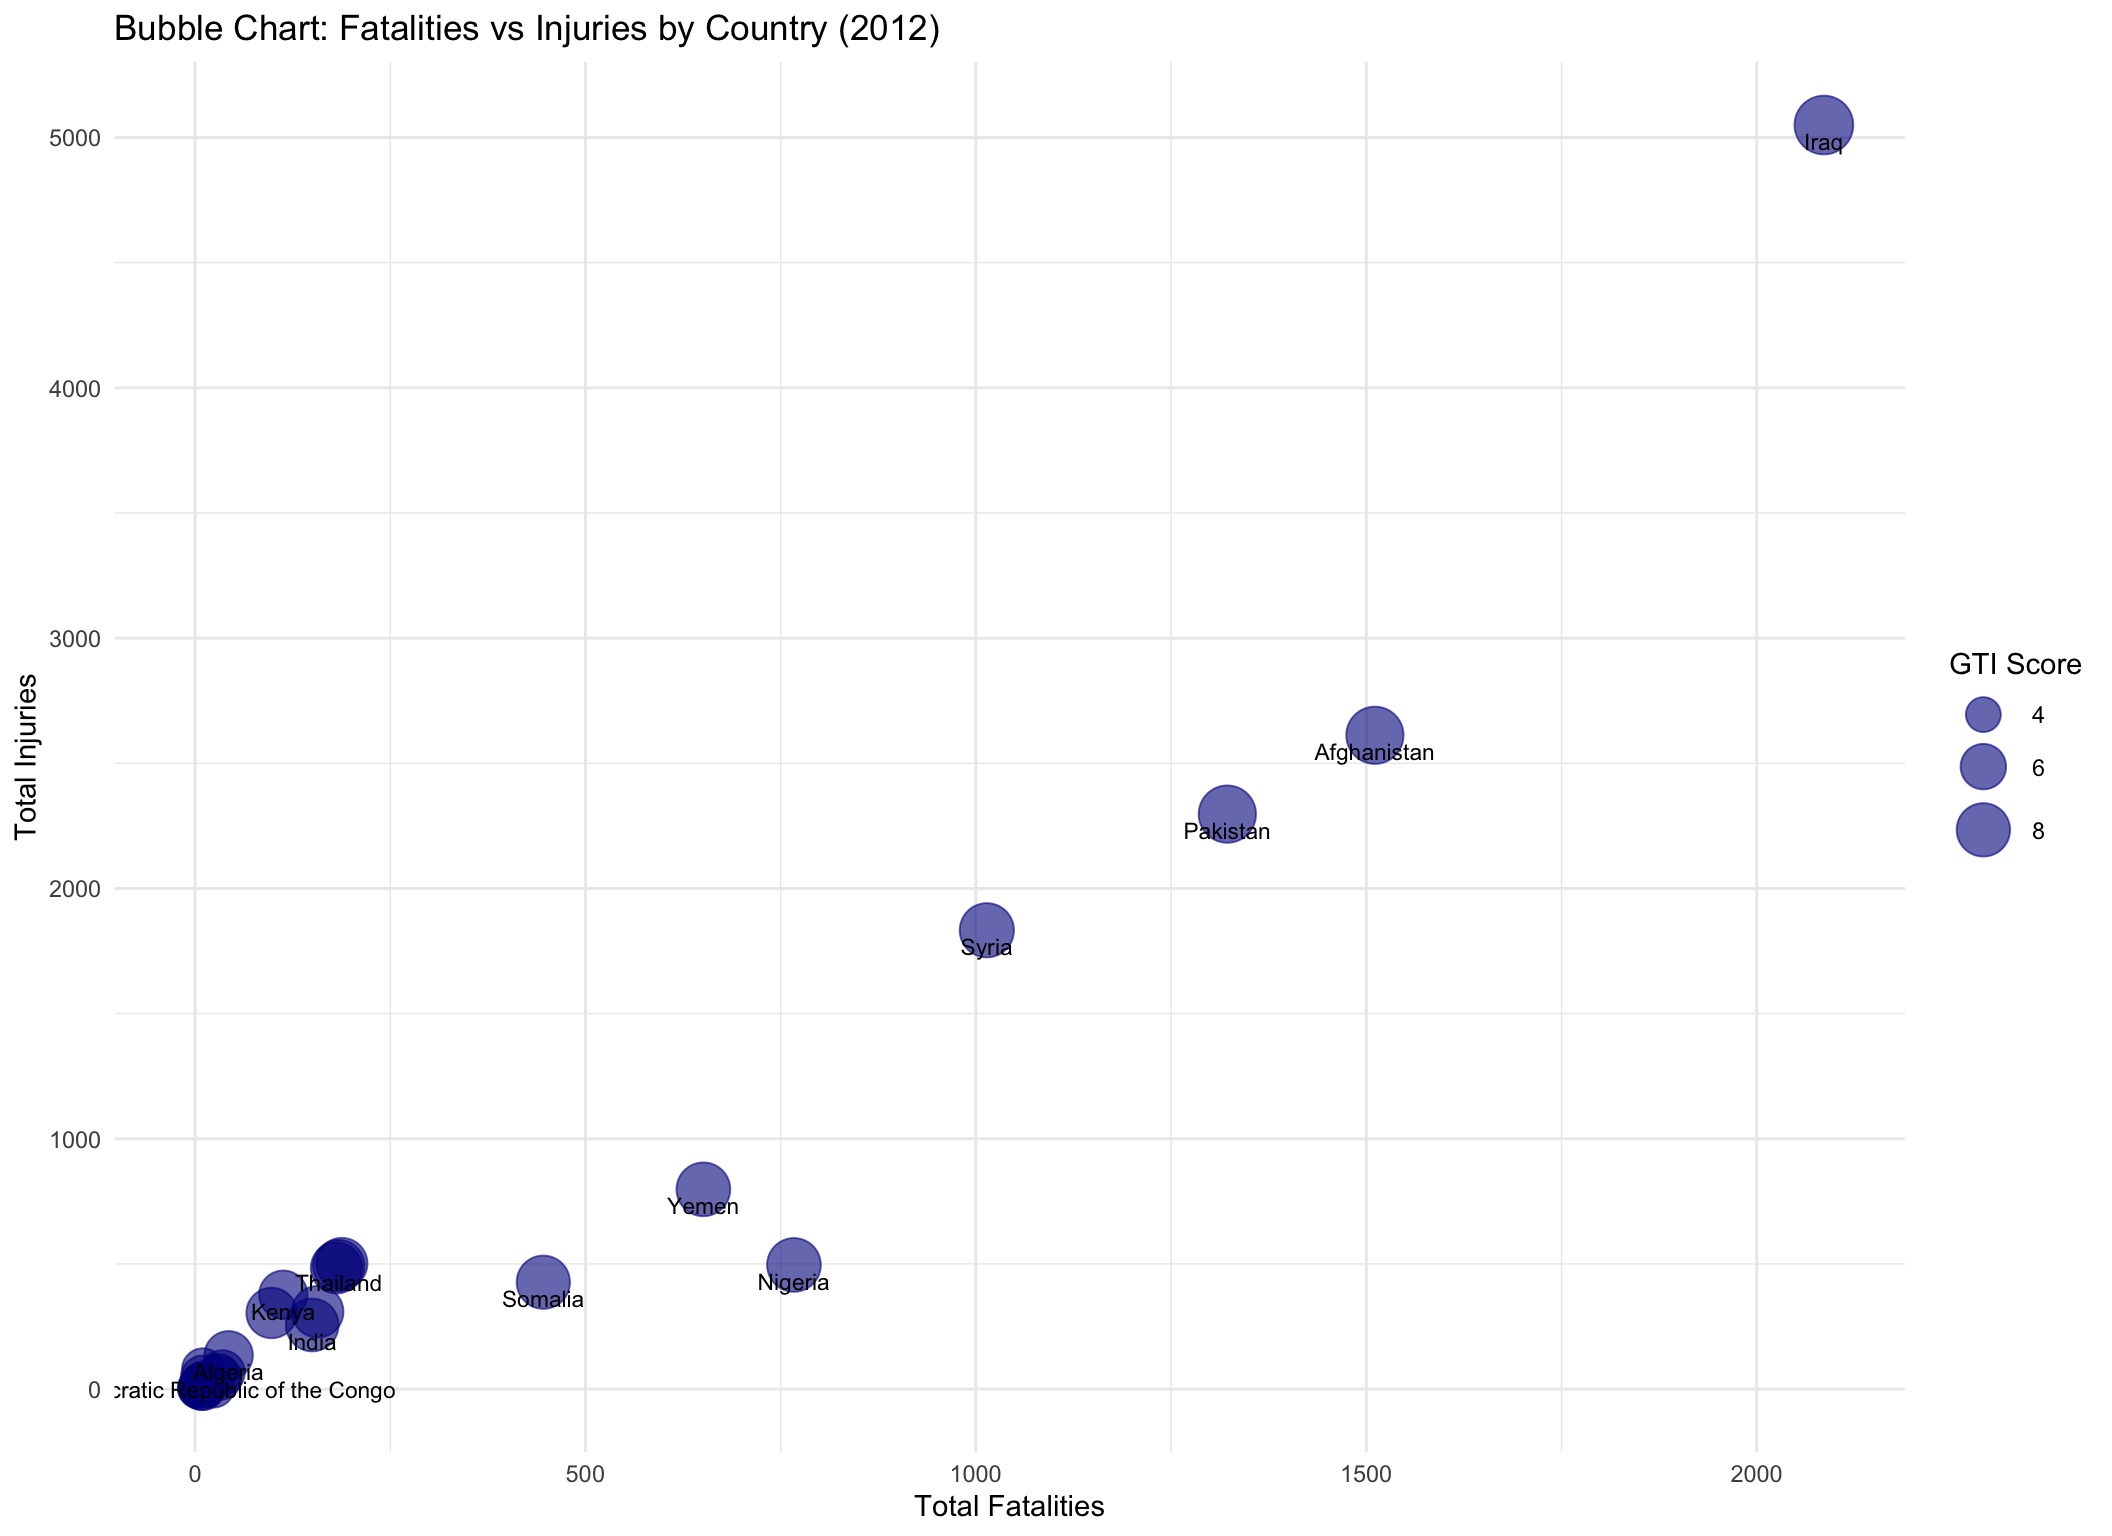 Bubble Chart: Fatalities vs Injuries by Country (2012)
5000
4000
3000
2000
1000
0
Total Injuries
Iraq
Afghanistan
Pakistan
Syria
Yemen
Nigeria
Somalia
Thailand
Kenya
India
Algeria
cratic Republic of the Congo
0
500
1000
1500
2000
Total Fatalities
GTI Score
4
6
8